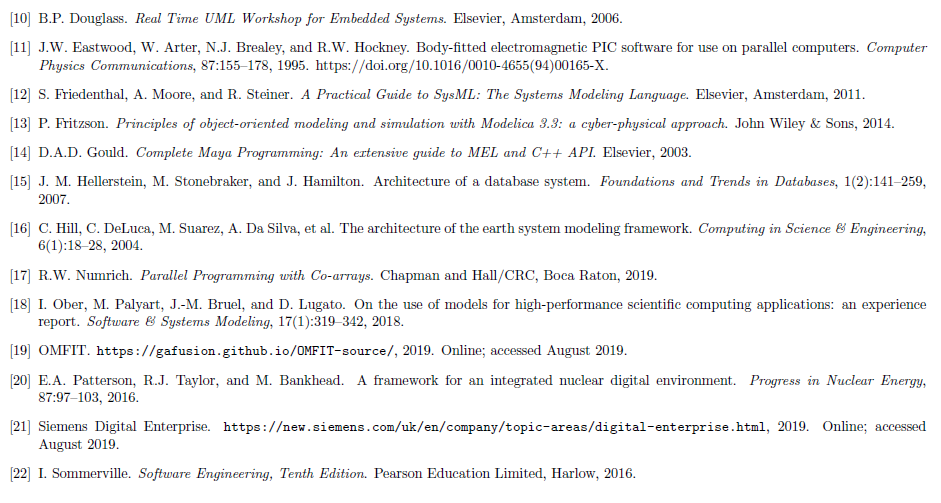 [10] B.P. Douglass. Real Time UML Workshop for Embedded Systems. Elsevier, Amsterdam, 2006.
[11] J.W. Eastwood, W. Arter, N.J. Brealey, and R.W. Hockney. Body-fitted electromagnetic PIC software for use on parallel computers. Computer
Physics Communications, 87:155–178, 1995. https://doi.org/10.1016/0010-4655(94)00165-X.
[12] S. Friedenthal, A. Moore, and R. Steiner. A Practical Guide to SysML: The Systems Modeling Language. Elsevier, Amsterdam, 2011.
[13] P. Fritzson. Principles of object-oriented modeling and simulation with Modelica 3.3: a cyber-physical approach. John Wiley & Sons, 2014.
[14] D.A.D. Gould. Complete Maya Programming: An extensive guide to MEL and C++ API. Elsevier, 2003.
[15] J. M. Hellerstein, M. Stonebraker, and J. Hamilton. Architecture of a database system. Foundations and Trends in Databases, 1(2):141–259,
2007.
[16] C. Hill, C. DeLuca, M. Suarez, A. Da Silva, et al. The architecture of the earth system modeling framework. Computing in Science & Engineering,
6(1):18–28, 2004.
[17] R.W. Numrich. Parallel Programming with Co-arrays. Chapman and Hall/CRC, Boca Raton, 2019.
[18] I. Ober, M. Palyart, J.-M. Bruel, and D. Lugato. On the use of models for high-performance scientific computing applications: an experience
report. Software & Systems Modeling, 17(1):319–342, 2018.
[19] OMFIT. https://gafusion.github.io/OMFIT-source/, 2019. Online; accessed August 2019.
[20] E.A. Patterson, R.J. Taylor, and M. Bankhead. A framework for an integrated nuclear digital environment. Progress in Nuclear Energy,
87:97–103, 2016.
[21] Siemens Digital Enterprise. https://new.siemens.com/uk/en/company/topic-areas/digital-enterprise.html, 2019. Online; accessed
August 2019.
[22] I. Sommerville. Software Engineering, Tenth Edition. Pearson Education Limited, Harlow, 2016.